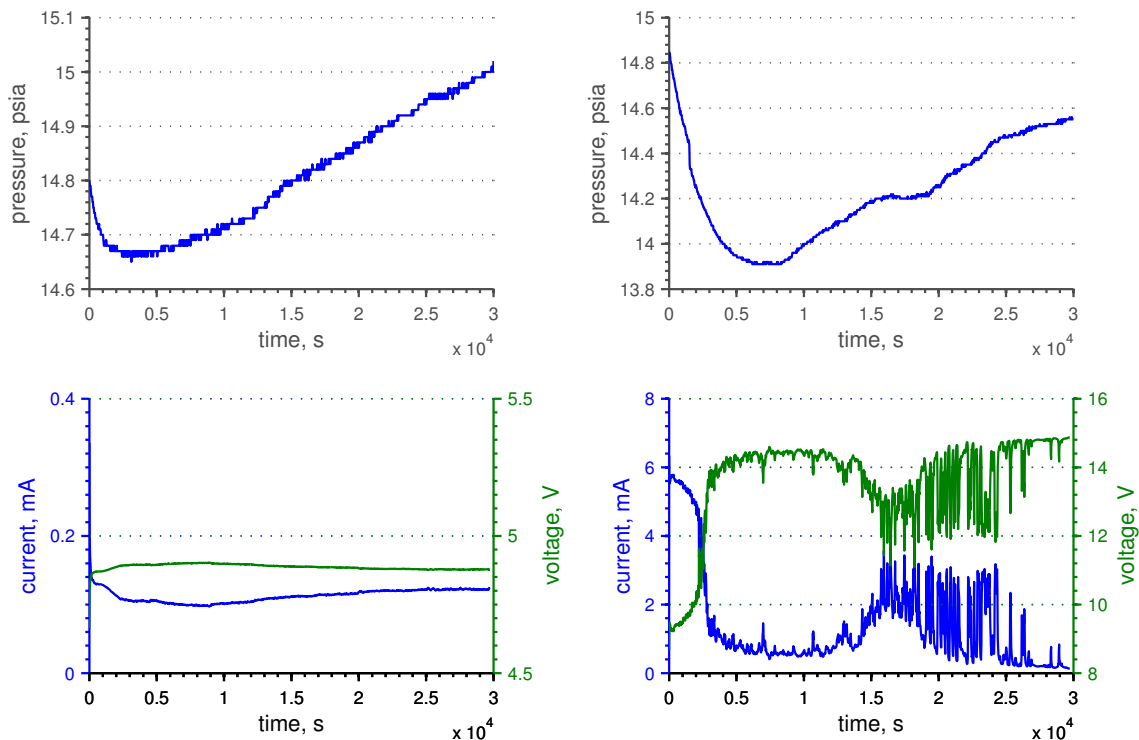 15.1
15
14.9
14.8
14.7
14.6
pressure, psia
0 0.5 1 1.5 2 2.5 3
time, s
x 10^4
15
14.8
14.6
14.4
14.2
14
13.8
pressure, psia
0 0.5 1 1.5 2 2.5 3
time, s
x 10^4
0.4
0.2
0
current, mA
5.5
5
4.5
voltage, V
0 0.5 1 1.5 2 2.5 3
time, s
x 10^4
8
6
4
2
0
current, mA
16
14
12
10
8
voltage, V
0 0.5 1 1.5 2 2.5 3
time, s
x 10^4